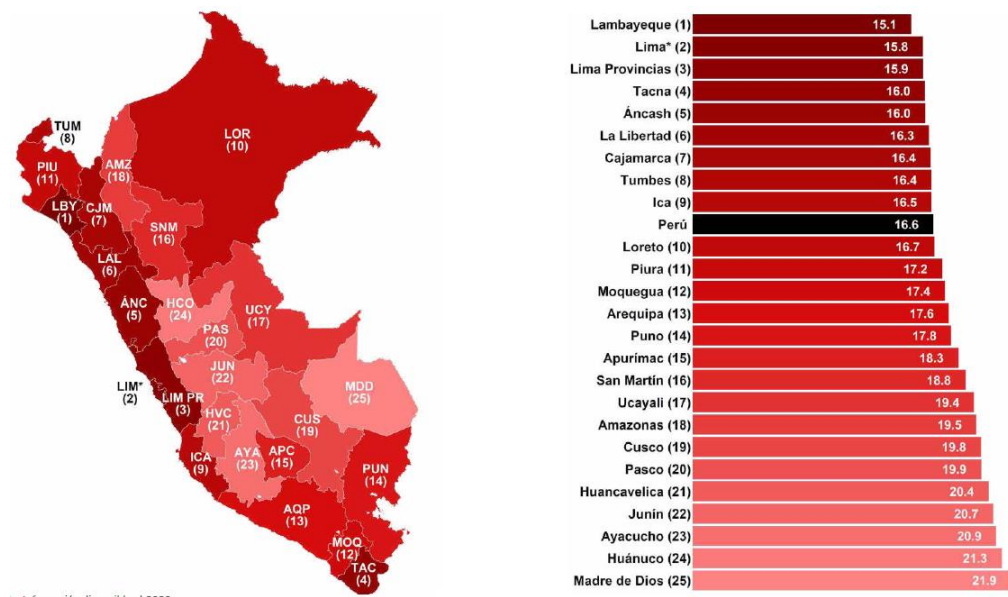 TUM
(8)
PIU
(11)
LBY
(1)
CJM
(7)
AMZ
(18)
LOR
(10)
SNM
(16)
LAL
(6)
ÁNC
(5)
HCO
(24)
PAS
(20)
UCY
(17)
LIM*
(2)
LIM PR
(3)
JUN
(22)
HVC
(21)
MDD
(25)
CUS
(19)
ICA
(9)
AYA
(23)
APC
(15)
PUN
(14)
AQP
(13)
MOQ
(12)
TAC
(4)
Lambayeque (1) 15.1
Lima* (2) 15.8
Lima Provincias (3) 15.9
Tacna (4) 16.0
Áncash (5) 16.0
La Libertad (6) 16.3
Cajamarca (7) 16.4
Tumbes (8) 16.4
Ica (9) 16.5
Perú 16.6
Loreto (10) 16.7
Piura (11) 17.2
Moquegua (12) 17.4
Arequipa (13) 17.6
Puno (14) 17.8
Apurímac (15) 18.3
San Martín (16) 18.8
Ucayali (17) 19.4
Amazonas (18) 19.5
Cusco (19) 19.8
Pasco (20) 19.9
Huancavelica (21) 20.4
Junín (22) 20.7
Ayacucho (23) 20.9
Huánuco (24) 21.3
Madre de Dios (25) 21.9